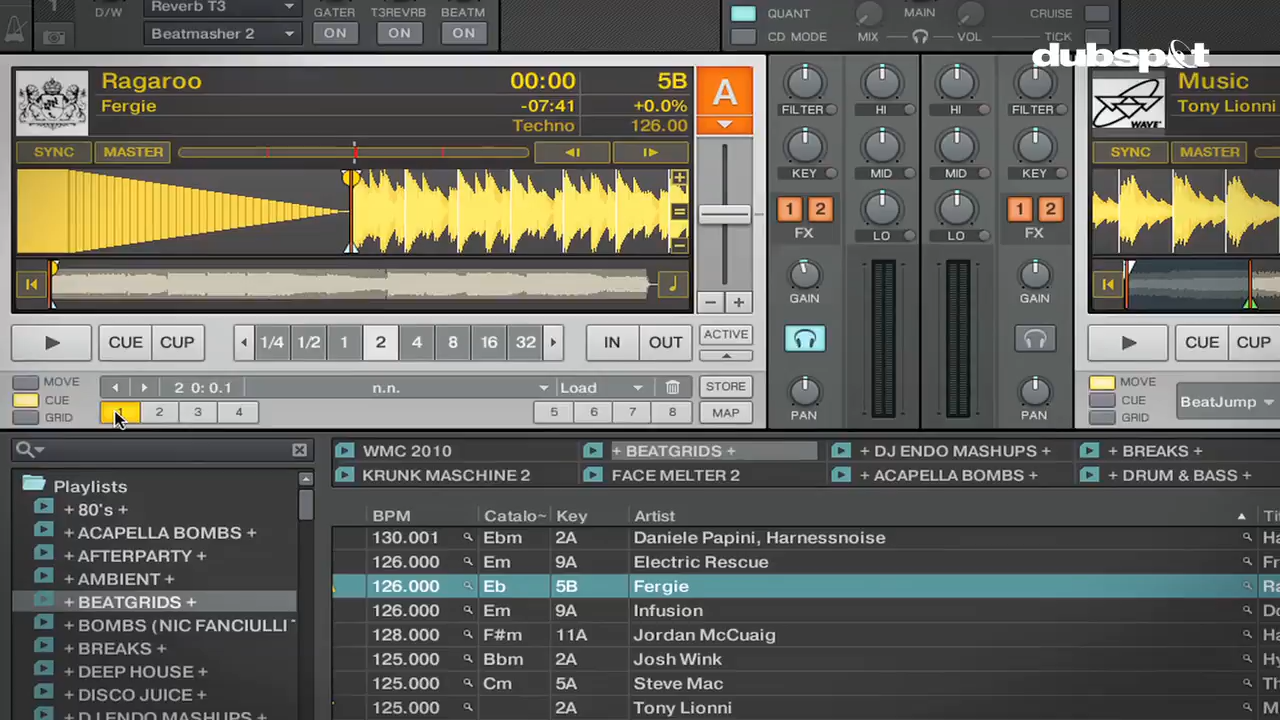 D/W
Reverb T3
Beatmasher 2
GATER
T3REVRB
BEATM
ON
ON
ON
QUANT
CD MODE
MAIN
MIX
VOL
CRUISE
TICK
dubspot
Ragaroo
Fergie
00:00
-07:41
Techno
5B
+0.0%
126.00
A
SYNC
MASTER
FILTER
HI
HI
FILTER
KEY
MID
MID
KEY
1 2
FX
LO
LO
1 2
FX
GAIN
GAIN
PAN
PAN
WAVE
Music
Tony Lionni
SYNC
MASTER
CUE
CUP
1/4 1/2 1 2 4 8 16 32
IN
OUT
ACTIVE
CUE
CUP
MOVE
CUE
GRID
2 0: 0.1
n.n.
Load
STORE
2 3 4
5 6 7 8
MAP
MOVE
CUE
GRID
BeatJump
WMC 2010
+ BEATGRIDS +
+ DJ ENDO MASHUPS +
+ BREAKS +
KRUNK MASCHINE 2
FACE MELTER 2
+ ACAPELLA BOMBS +
+ DRUM & BASS +
Playlists
+ 80's +
+ ACAPELLA BOMBS +
+ AFTERPARTY +
+ AMBIENT +
+ BEATGRIDS +
+ BOMBS (NIC FANCIULLI
+ BREAKS +
+ DEEP HOUSE +
+ DISCO JUICE +
+ DJ ENDO MASHUPS +
BPM Catalo~ Key Artist
130.001 Ebm 2A Daniele Papini, Harnessnoise
126.000 Em 9A Electric Rescue
126.000 Eb 5B Fergie
126.000 Em 9A Infusion
128.000 F#m 11A Jordan McCuaig
125.000 Bbm 2A Josh Wink
125.000 Cm 5A Steve Mac
125.000 2A Tony Lionni